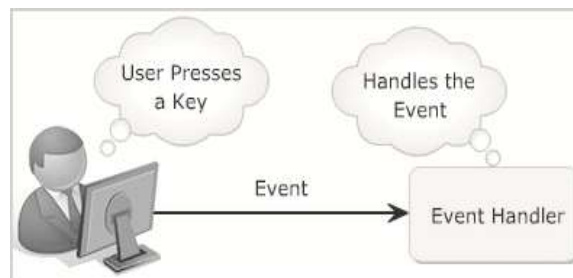 User Presses
a Key
Handles the
Event
Event
Event Handler